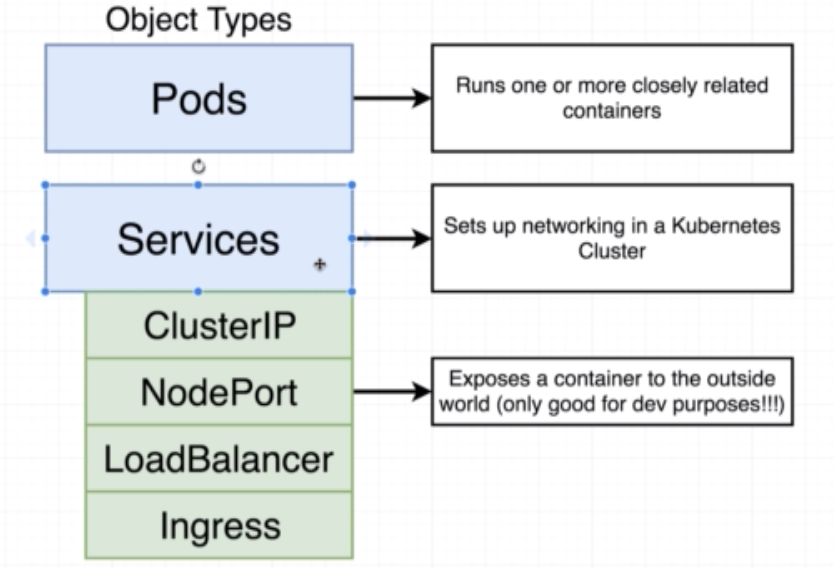 Object Types
Pods
Runs one or more closely related
containers
Services
Sets up networking in a Kubernetes
Cluster
ClusterIP
NodePort
Exposes a container to the outside
world (only good for dev purposes!!!)
LoadBalancer
Ingress